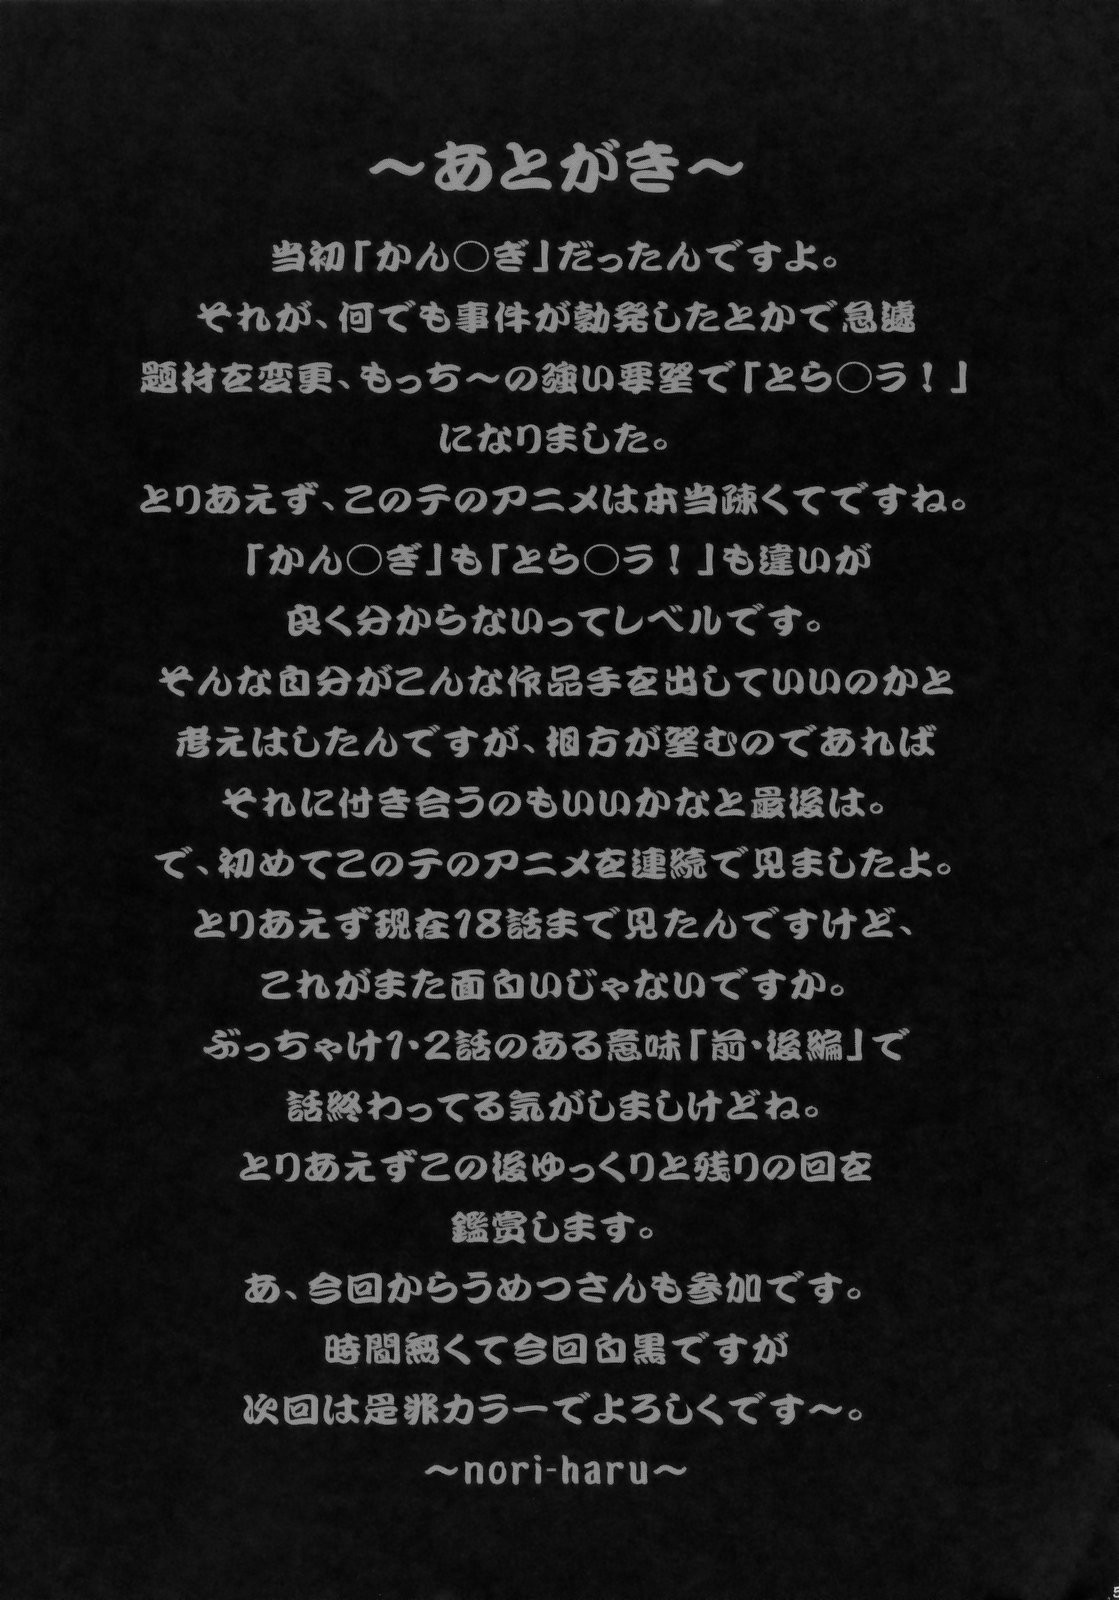 ～あとがき～
当初「かん○ぎ」だったんですよ。
それが、何でも事件が勃発したとかで急遽
題材を変更、もっち～の強い要望で「とら○ラ！」
になりました。
とりあえず、このテのアニメは本当疎くてですね。
「かん○ぎ」も「とら○ラ！」も違いが
良く分からないってレベルです。
そんな自分がこんな作品手を出していいのかと
考えはしたんですが、相方が望むのであれば
それに付き合うのもいいかなと最後は。
で、初めてこのテのアニメを連続で見ましたよ。
とりあえず現在18話まで見たんですけど、
これがまた面白いじゃないですか。
ぶっちゃけ1・2話のある意味「前・後編」で
話終わってる気がしましけどね。
とりあえずこの後ゆっくりと残りの回を
鑑賞します。
あ、今回からうめつさんも参加です。
時間無くて今回白黒ですが
次回は是非カラーでよろしくです～。
～nori-haru～
5